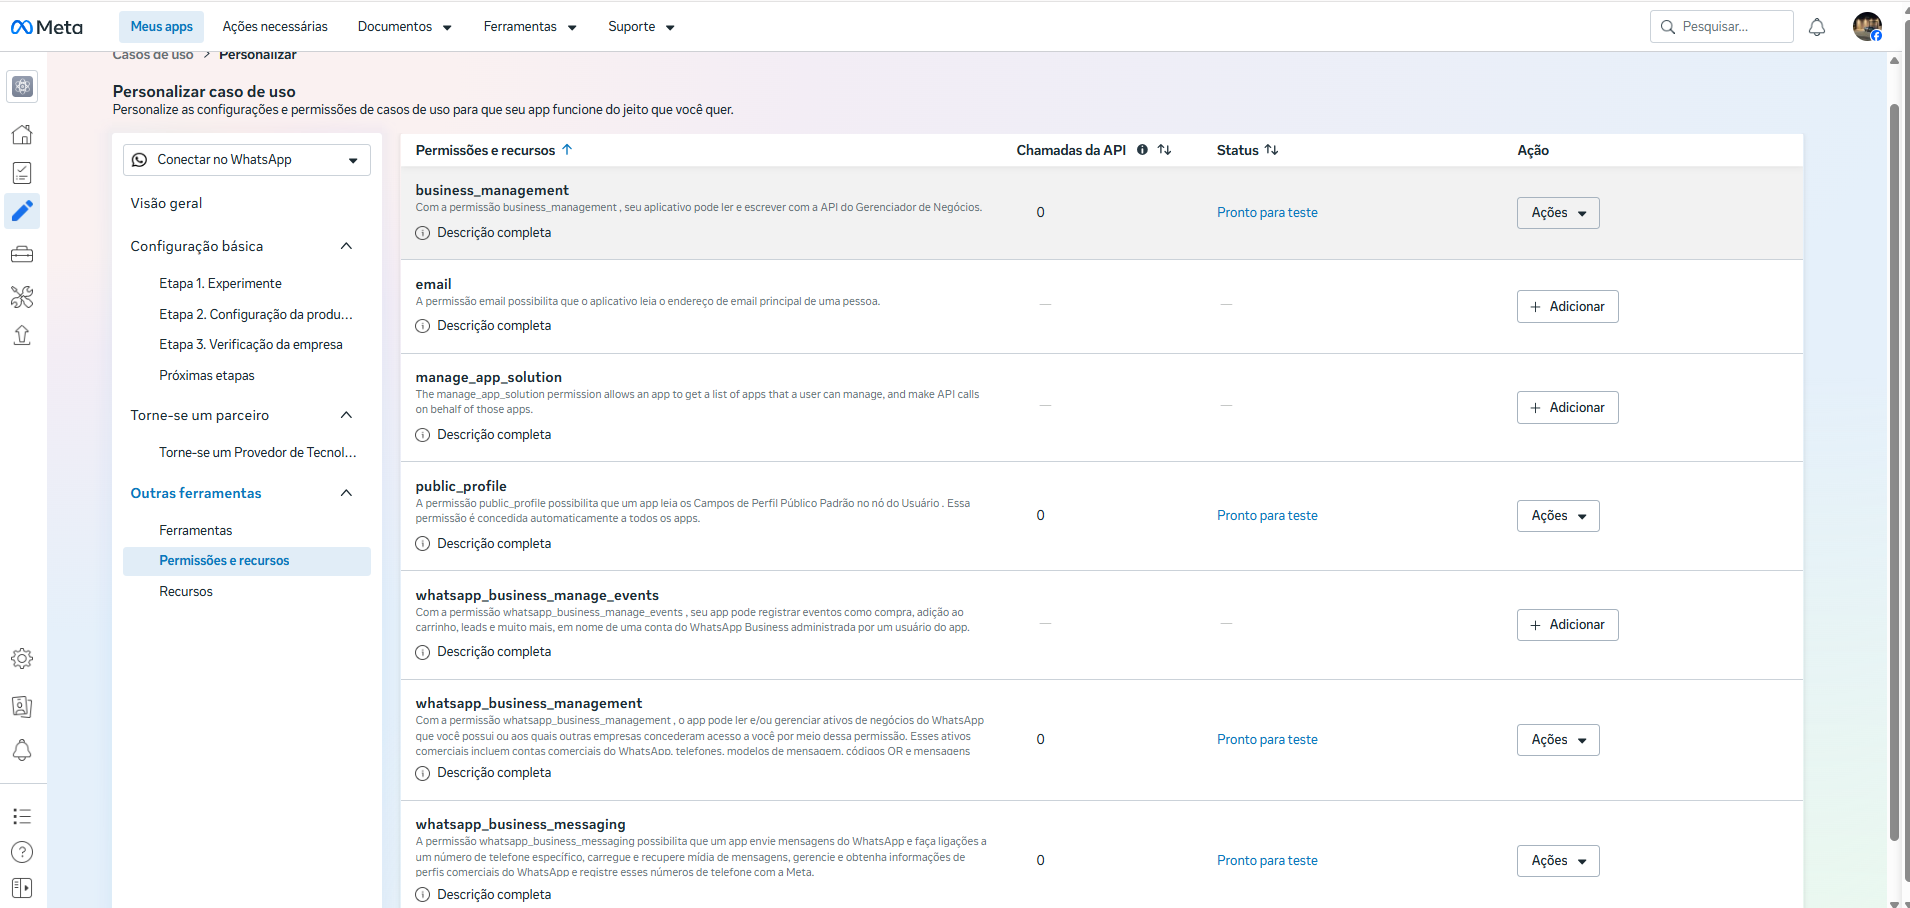 Meta
Meus apps
Ações necessárias
Documentos
Ferramentas
Suporte
Pesquisar...
Casos de uso > Personalizar
Personalizar caso de uso
Personalize as configurações e permissões de casos de uso para que seu app funcione do jeito que você quer.
Conectar no WhatsApp
Visão geral
Configuração básica
Etapa 1. Experimente
Etapa 2. Configuração da produ...
Etapa 3. Verificação da empresa
Próximas etapas
Torne-se um parceiro
Torne-se um Provedor de Tecnol...
Outras ferramentas
Ferramentas
Permissões e recursos
Recursos
Permissões e recursos
Chamadas da API
Status
Ação
business_management
Com a permissão business_management , seu aplicativo pode ler e escrever com a API do Gerenciador de Negócios.
Descrição completa
0
Pronto para teste
Ações
email
A permissão email possibilita que o aplicativo leia o endereço de email principal de uma pessoa.
Descrição completa
—
—
+ Adicionar
manage_app_solution
The manage_app_solution permission allows an app to get a list of apps that a user can manage, and make API calls
on behalf of those apps.
Descrição completa
—
—
+ Adicionar
public_profile
A permissão public_profile possibilita que um app leia os Campos de Perfil Público Padrão no nó do Usuário . Essa
permissão é concedida automaticamente a todos os apps.
Descrição completa
0
Pronto para teste
Ações
whatsapp_business_manage_events
Com a permissão whatsapp_business_manage_events , seu app pode registrar eventos como compra, adição ao
carrinho, leads e muito mais, em nome de uma conta do WhatsApp Business administrada por um usuário do app.
Descrição completa
—
—
+ Adicionar
whatsapp_business_management
Com a permissão whatsapp_business_management , o app pode ler e/ou gerenciar ativos de negócios do WhatsApp
que você possui ou aos quais outras empresas concederam acesso a você por meio dessa permissão. Esses ativos
comerciais incluem contas comerciais do WhatsApp, telefones, modelos de mensagem, códigos QR e mensagens
Descrição completa
0
Pronto para teste
Ações
whatsapp_business_messaging
A permissão whatsapp_business_messaging possibilita que um app envie mensagens do WhatsApp e faça ligações a
um número de telefone específico, carregue e recupere mídia de mensagens, gerencie e obtenha informações de
perfis comerciais do WhatsApp e registre esses números de telefone com a Meta.
Descrição completa
0
Pronto para teste
Ações